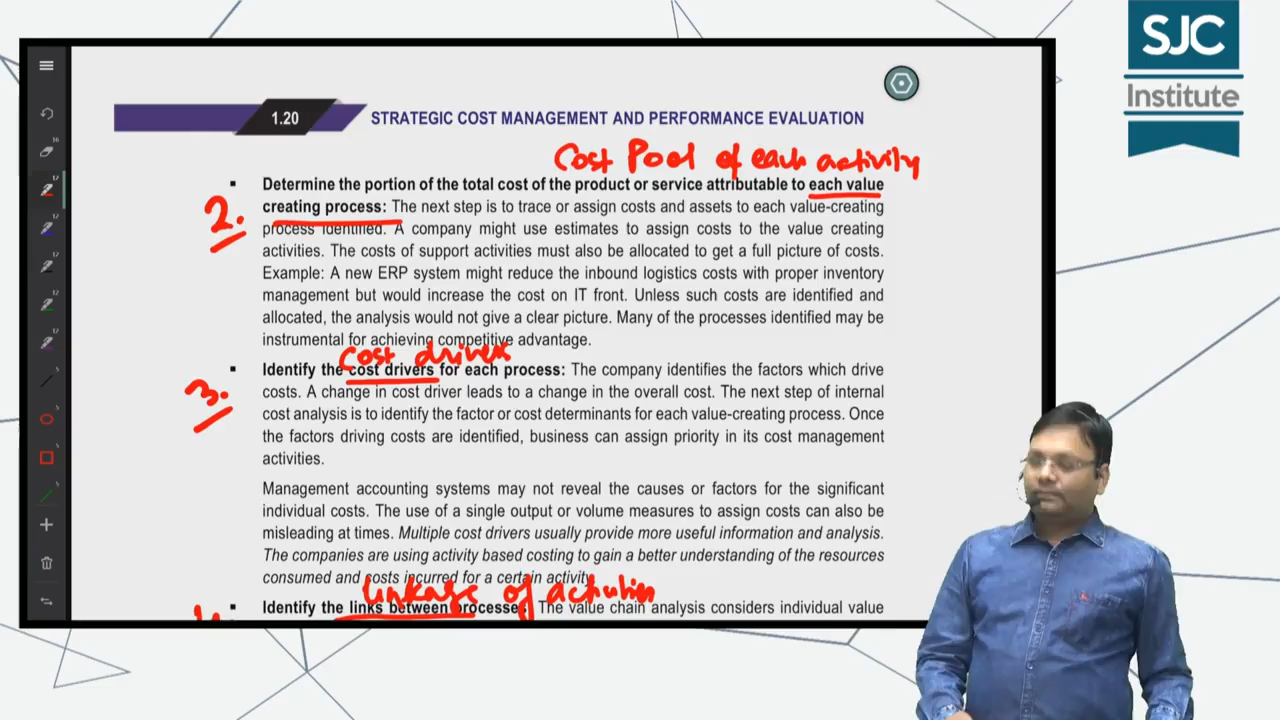 SJC
Institute
1.20 STRATEGIC COST MANAGEMENT AND PERFORMANCE EVALUATION
Cost Pool of each activity
▪ Determine the portion of the total cost of the product or service attributable to each value
2. creating process: The next step is to trace or assign costs and assets to each value-creating
process identified. A company might use estimates to assign costs to the value creating
activities. The costs of support activities must also be allocated to get a full picture of costs.
Example: A new ERP system might reduce the inbound logistics costs with proper inventory
management but would increase the cost on IT front. Unless such costs are identified and
allocated, the analysis would not give a clear picture. Many of the processes identified may be
instrumental for achieving competitive advantage.
Cost drivers
▪ Identify the cost drivers for each process: The company identifies the factors which drive
3. costs. A change in cost driver leads to a change in the overall cost. The next step of internal
cost analysis is to identify the factor or cost determinants for each value-creating process. Once
the factors driving costs are identified, business can assign priority in its cost management
activities.
Management accounting systems may not reveal the causes or factors for the significant
individual costs. The use of a single output or volume measures to assign costs can also be
misleading at times. Multiple cost drivers usually provide more useful information and analysis.
The companies are using activity based costing to gain a better understanding of the resources
consumed and costs incurred for a certain activity
linkage of activities
▪ Identify the links between processes: The value chain analysis considers individual value